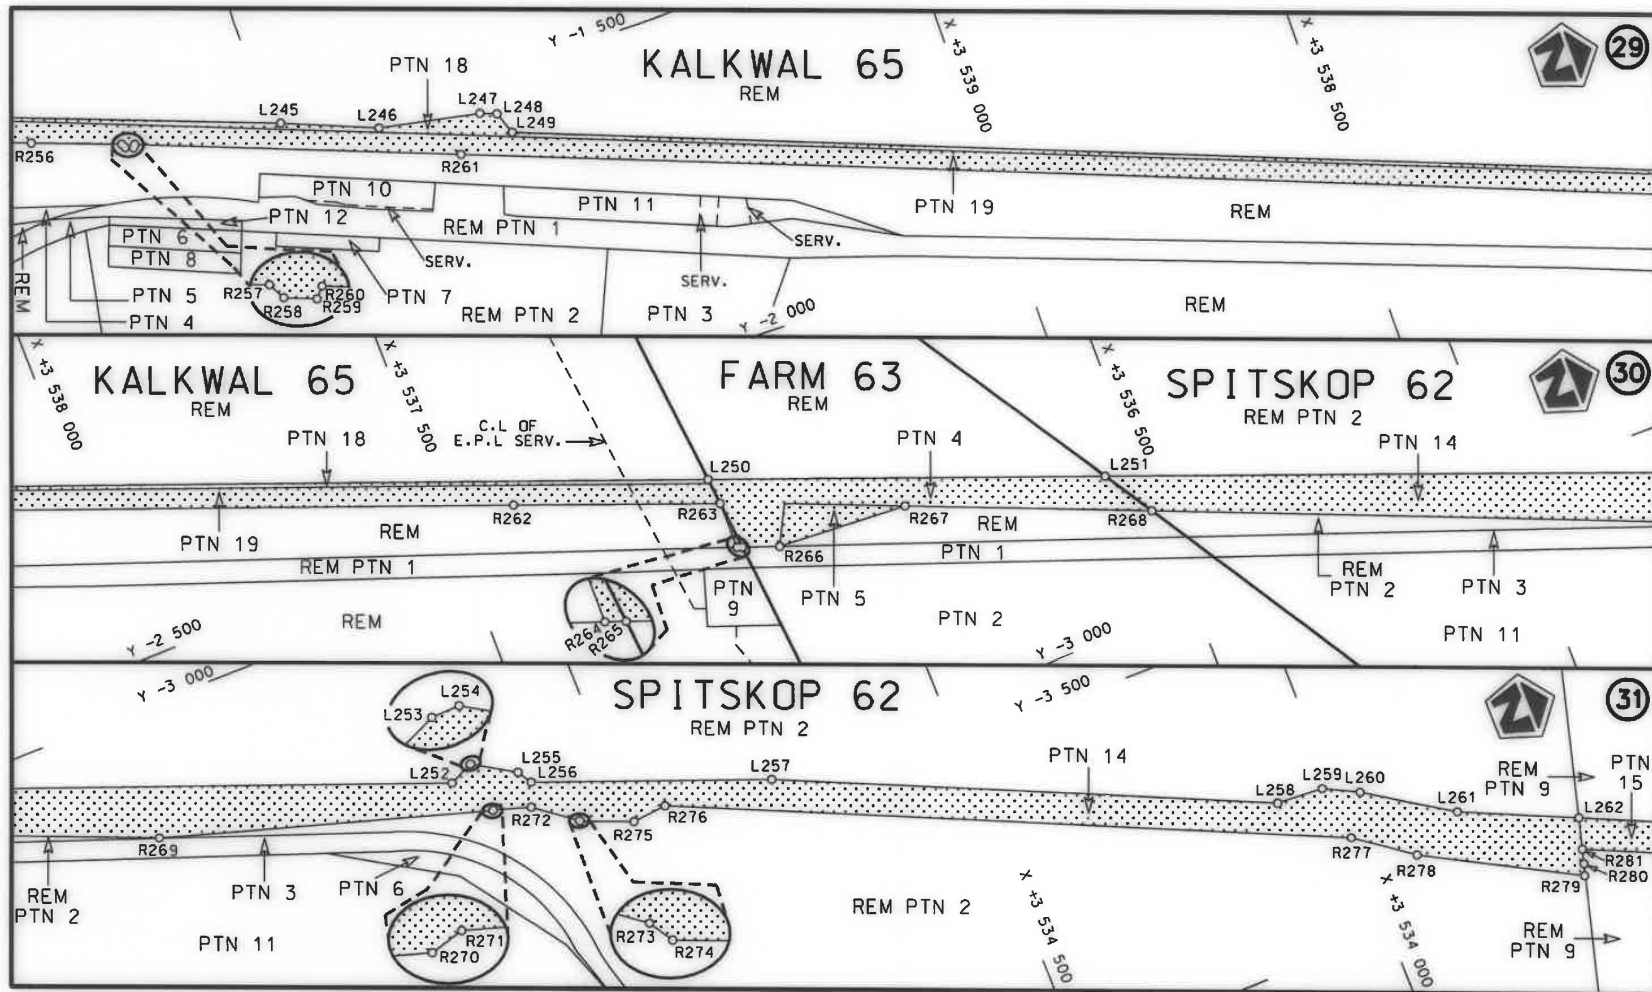 Y -1 500
X +3 539 000
X +3 538 500
29
KALKWAL 65
REM
PTN 18
L245
L246
L247
L248
L249
R256
R261
PTN 10
PTN 11
PTN 19
REM
PTN 12
REM PTN 1
PTN 6
PTN 8
SERV.
SERV.
SERV.
REM
PTN 5
PTN 4
R257
R258
R260
R259
PTN 7
REM PTN 2
PTN 3
Y -2 000
REM
X +3 538 000
X +3 537 500
X +3 536 500
30
KALKWAL 65
REM
FARM 63
REM
SPITSKOP 62
REM PTN 2
PTN 18
C.L OF
E.P.L SERV.
PTN 4
PTN 14
L250
L251
R262
R263
R267
R268
PTN 19
REM
REM
R266
PTN 1
REM PTN 1
PTN 9
PTN 5
REM
PTN 2
PTN 3
R264
R265
REM
PTN 2
PTN 11
Y -2 500
Y -3 000
Y -3 000
Y -3 500
31
SPITSKOP 62
REM PTN 2
L254
L253
L252
L255
L256
L257
PTN 14
L258
L259
L260
L261
REM
PTN 9
PTN
15
L262
R269
R272
R275
R276
R277
R278
R279
R281
R280
REM
PTN 2
PTN 3
PTN 6
PTN 11
R271
R270
R273
R274
REM PTN 2
X +3 534 500
X +3 534 000
REM
PTN 9